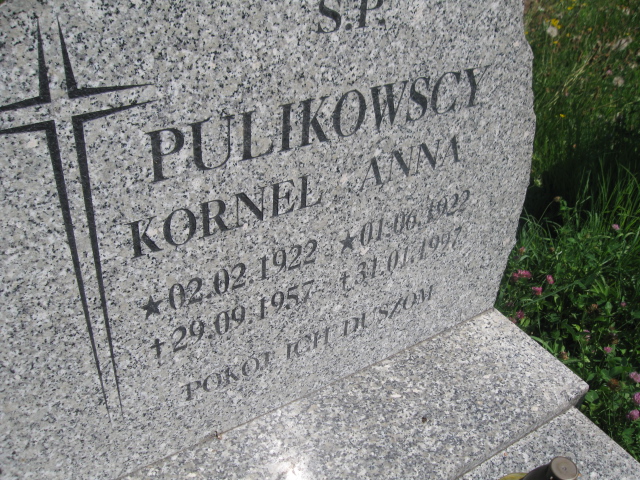 Ś.P.
PULIKOWSCY
KORNEL ANNA
★02.02.1922 ★01.06.1922
†29.09.1957 †31.01.1997
POKÓJ ICH DUSZOM